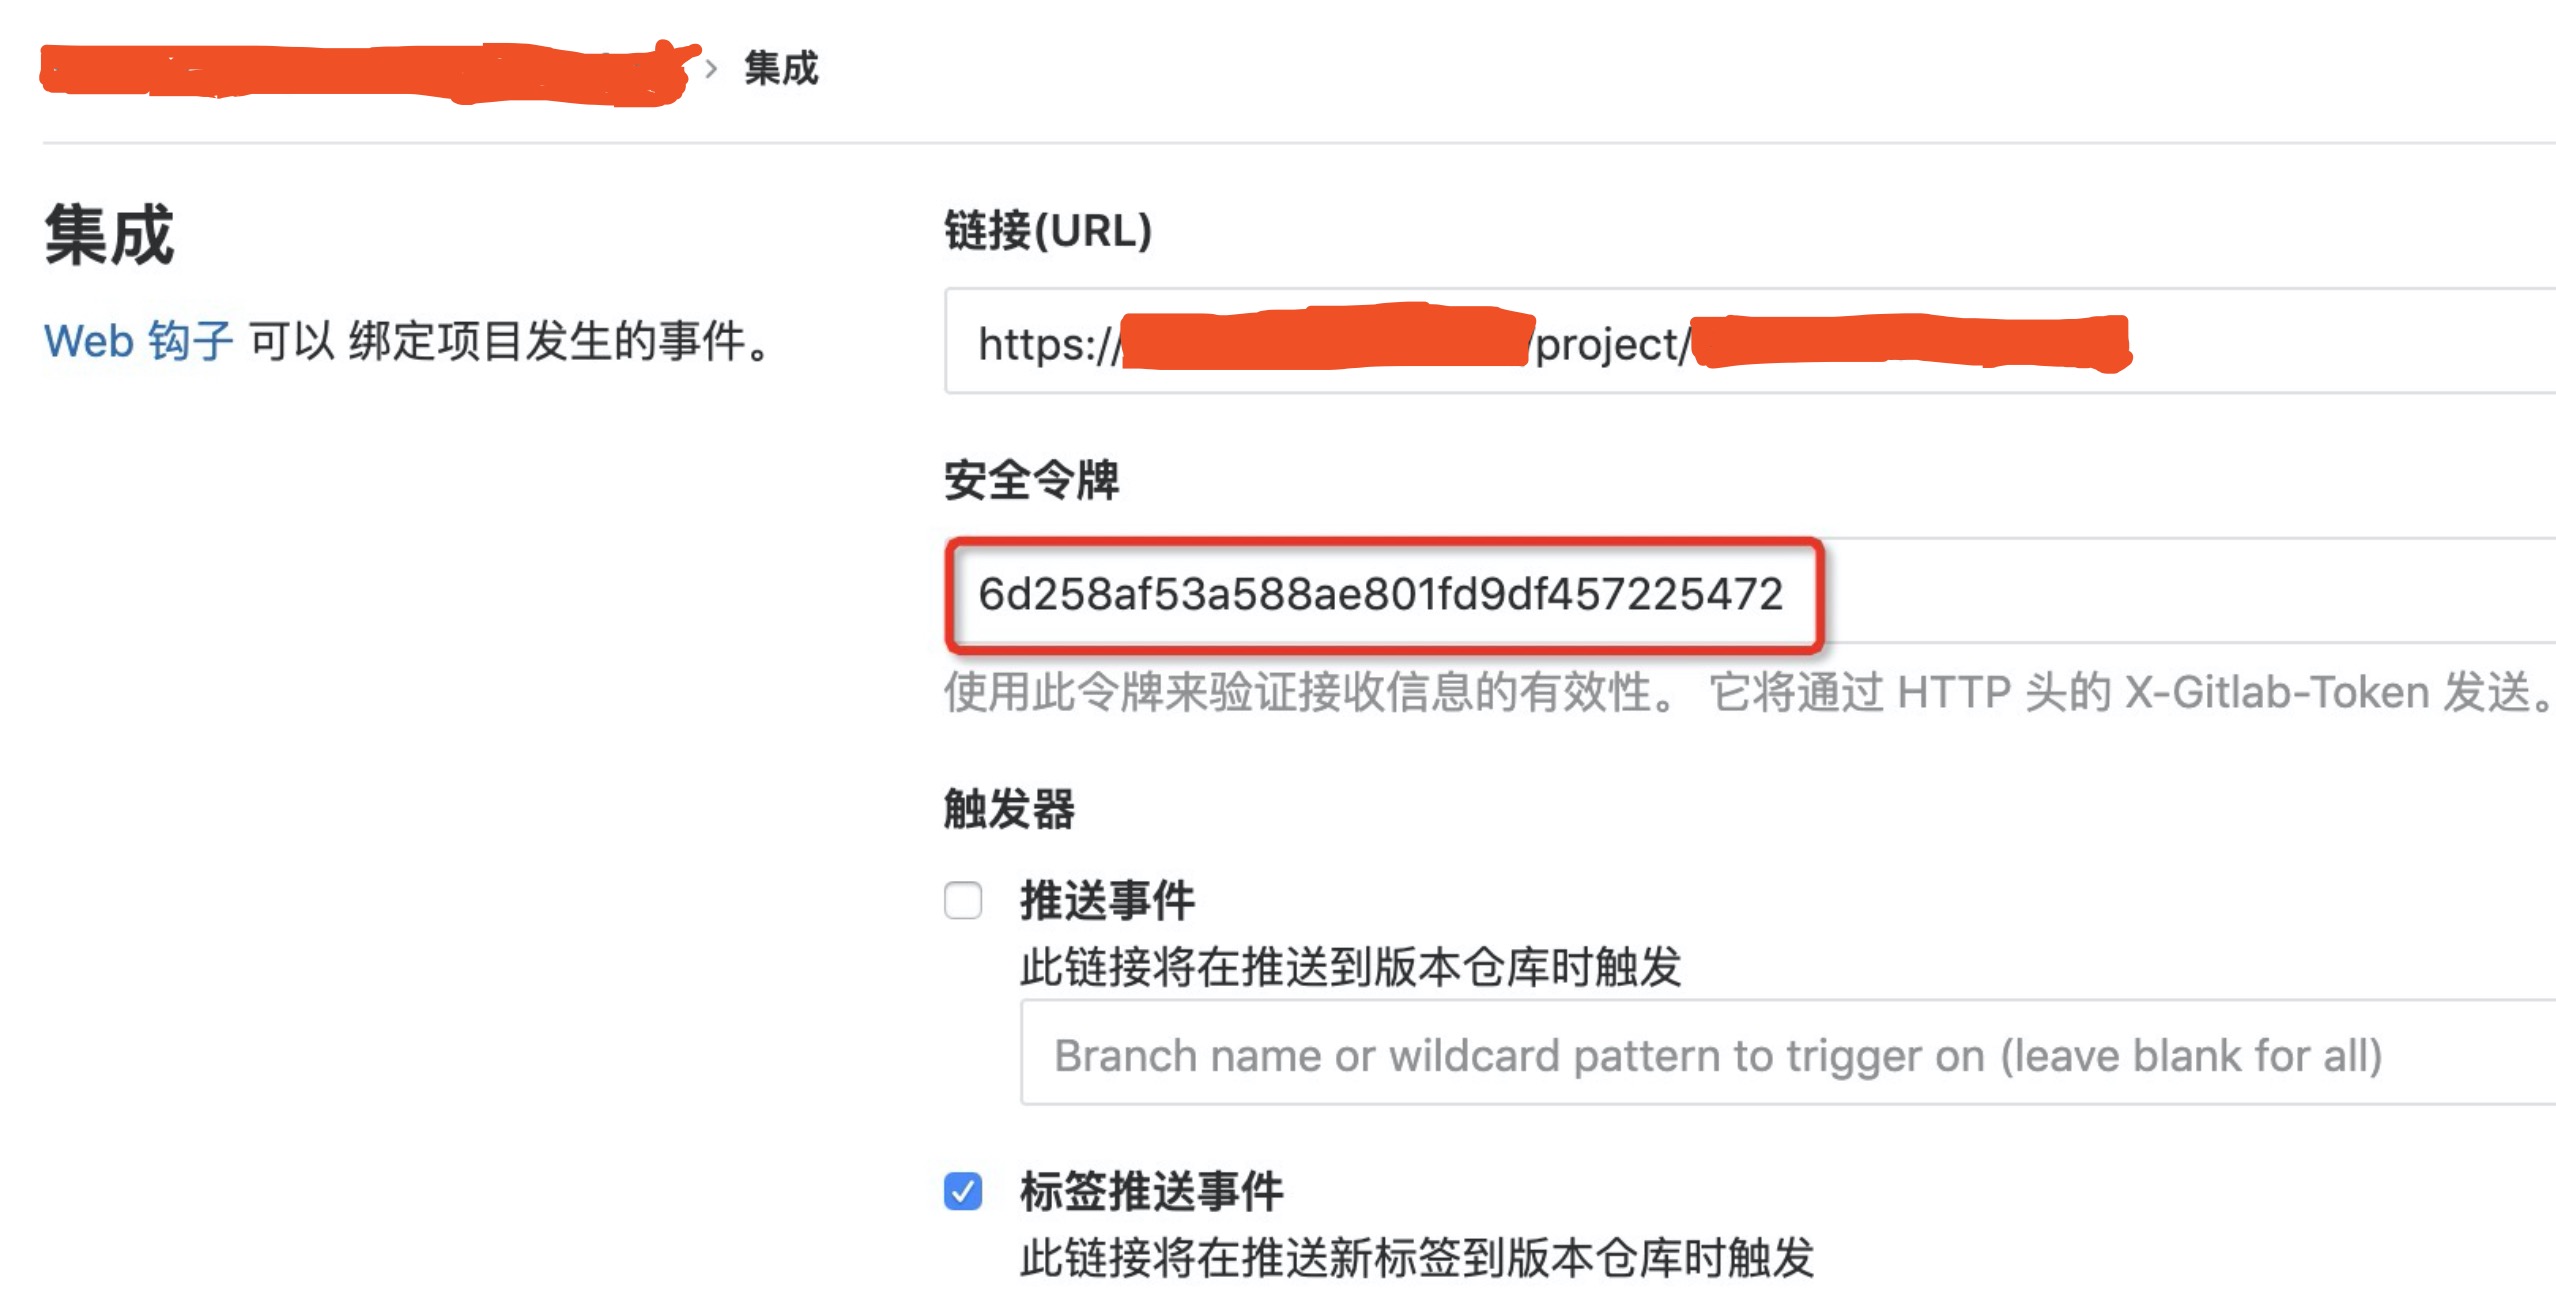 > 集成
集成
Web 钩子 可以 绑定项目发生的事件。
链接(URL)
https:// /project/
安全令牌
6d258af53a588ae801fd9df457225472
使用此令牌来验证接收信息的有效性。 它将通过 HTTP 头的 X-Gitlab-Token 发送。
触发器
推送事件
此链接将在推送到版本仓库时触发
Branch name or wildcard pattern to trigger on (leave blank for all)
标签推送事件
此链接将在推送新标签到版本仓库时触发